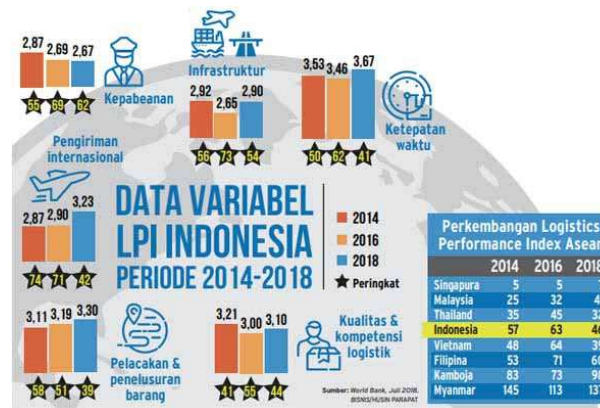 2,87 2,69 2,67
55 69 62
Kepabeanan
Infrastruktur
2,92 2,65 2,90
56 73 54
3,53 3,46 3,67
50 62 41
Ketepatan
waktu
Pengiriman
internasional
2,87 2,90 3,23
74 71 42
DATA VARIABEL
LPI INDONESIA
PERIODE 2014-2018
2014
2016
2018
Peringkat
3,11 3,19 3,30
58 51 39
Pelacakan &
penelusuran
barang
3,21 3,00 3,10
41 55 44
Kualitas &
kompetensi
logistik
Sumber: World Bank, Juli 2018.
BISNIS/HUSIN PARAPAT
Perkembangan Logistics
Performance Index Asean
2014 2016 2018
Singapura 5 5
Malaysia 25 32
Thailand 35 45
Indonesia 57 63
Vietnam 48 64
Filipina 53 71
Kamboja 83 73
Myanmar 145 113